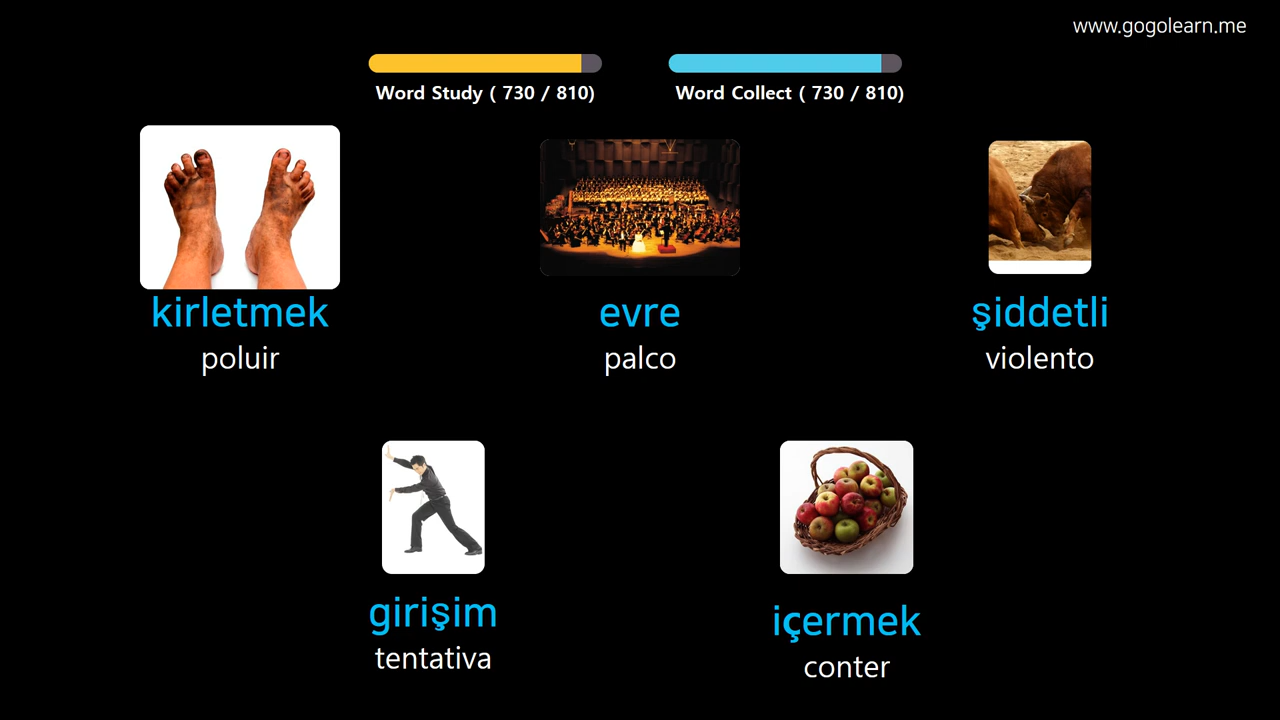 www.gogolearn.me
Word Study ( 730 / 810)
Word Collect ( 730 / 810)
kirletmek
poluir
evre
palco
şiddetli
violento
girişim
tentativa
içermek
conter